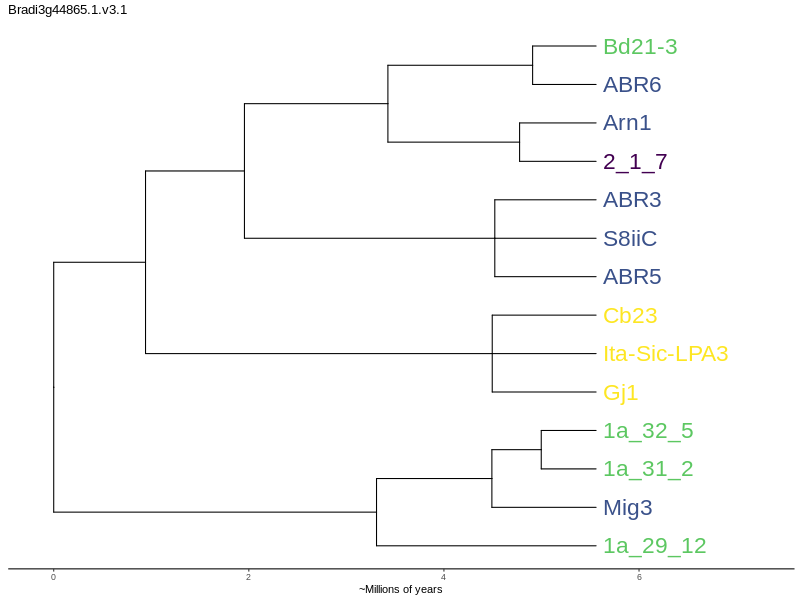 Bradi3g44865.1.v3.1
Bd21-3
ABR6
Arn1
2_1_7
ABR3
S8iiC
ABR5
Cb23
Ita-Sic-LPA3
Gj1
1a_32_5
1a_31_2
Mig3
1a_29_12
0 2 4 6
~Millions of years